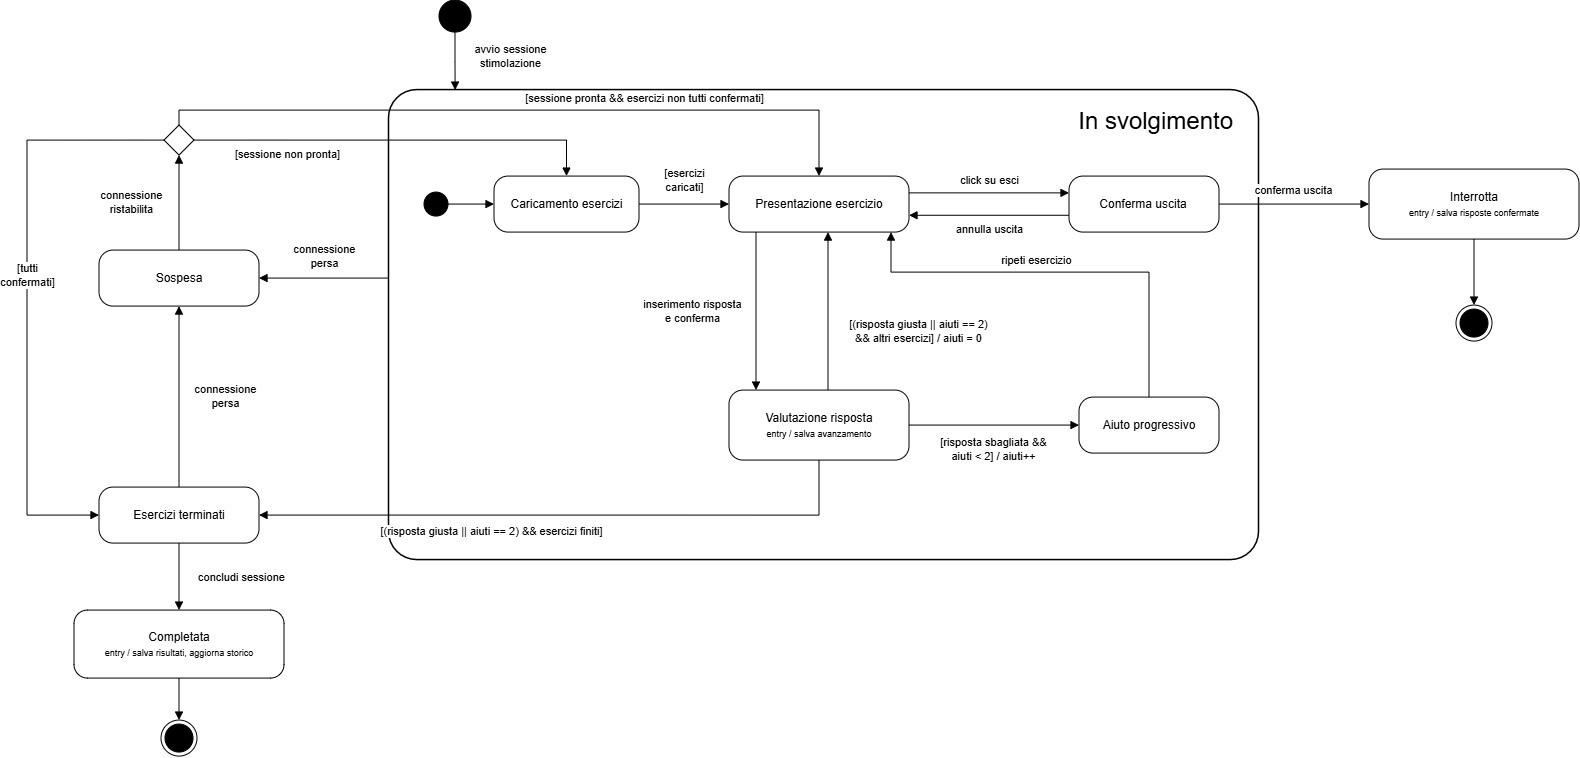 avvio sessione
stimolazione
[sessione pronta && esercizi non tutti confermati]
In svolgimento
[sessione non pronta]
[esercizi
caricati]
click su esci
conferma uscita
connessione
ristabilita
Caricamento esercizi
Presentazione esercizio
Conferma uscita
Interrotta
entry / salva risposte confermate
annulla uscita
connessione
persa
ripeti esercizio
[tutti
confermati]
Sospesa
inserimento risposta
e conferma
[(risposta giusta || aiuti == 2)
&& altri esercizi] / aiuti = 0
connessione
persa
Valutazione risposta
entry / salva avanzamento
Aiuto progressivo
[risposta sbagliata &&
aiuti < 2] / aiuti++
Esercizi terminati
[(risposta giusta || aiuti == 2) && esercizi finiti]
concludi sessione
Completata
entry / salva risultati, aggiorna storico